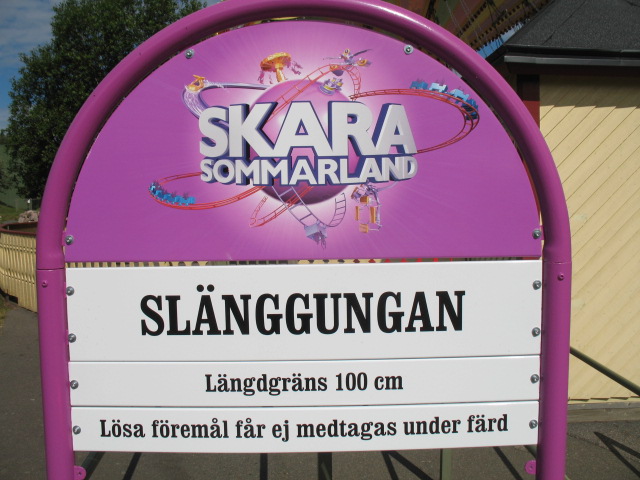 SKARA
SOMMARLAND
SLÄNGGUNGAN
Längdgräns 100 cm
Lösa föremål får ej medtagas under färd